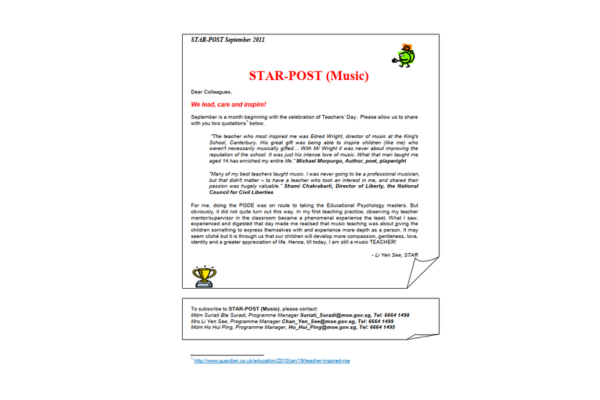 STAR-POST September 2011
STAR-POST (Music)
Dear Colleagues,
We lead, care and inspire!
September is a month beginning with the celebration of Teachers' Day. Please allow us to share
with you two quotations1 below.
"The teacher who most inspired me was Edred Wright, director of music at the King's
School, Canterbury. His great gift was being able to inspire children (like me) who
weren't necessarily musically gifted... With Mr Wright it was never about improving the
reputation of the school. It was just his intense love of music. What that man taught me
aged 14 has enriched my entire life." Michael Morpurgo, Author, poet, playwright
"Many of my best teachers taught music. I was never going to be a professional musician,
but that didn't matter – to have a teacher who took an interest in me, and shared their
passion was hugely valuable." Shami Chakrabarti, Director of Liberty, the National
Council for Civil Liberties
For me, doing the PGDE was on route to taking the Educational Psychology masters. But
obviously, it did not quite turn out this way. In my first teaching practice, observing my teacher
mentor/supervisor in the classroom became a phenomenal experience the least. What I saw,
experienced and digested that day made me realised that music teaching was about giving the
children something to express themselves with and experience more depth as a person. It may
seem cliché but it is through us that our children will develop more compassion, gentleness, love,
identity and a greater appreciation of life. Hence, till today, I am still a music TEACHER!
- Li Yen See, STAR
To subscribe to STAR-POST (Music), please contact:
Mdm Suriati Bte Suradi, Programme Manager Suriati_Suradi@moe.gov.sg, Tel: 6664 1498
Mrs Li Yen See, Programme Manager Chan_Yen_See@moe.gov.sg, Tel: 6664 1499
Mdm Ho Hui Ping, Programme Manager, Ho_Hui_Ping@moe.gov.sg, Tel: 6664 1495
1 http://www.guardian.co.uk/education/2010/jan/19/teacher-inspired-me